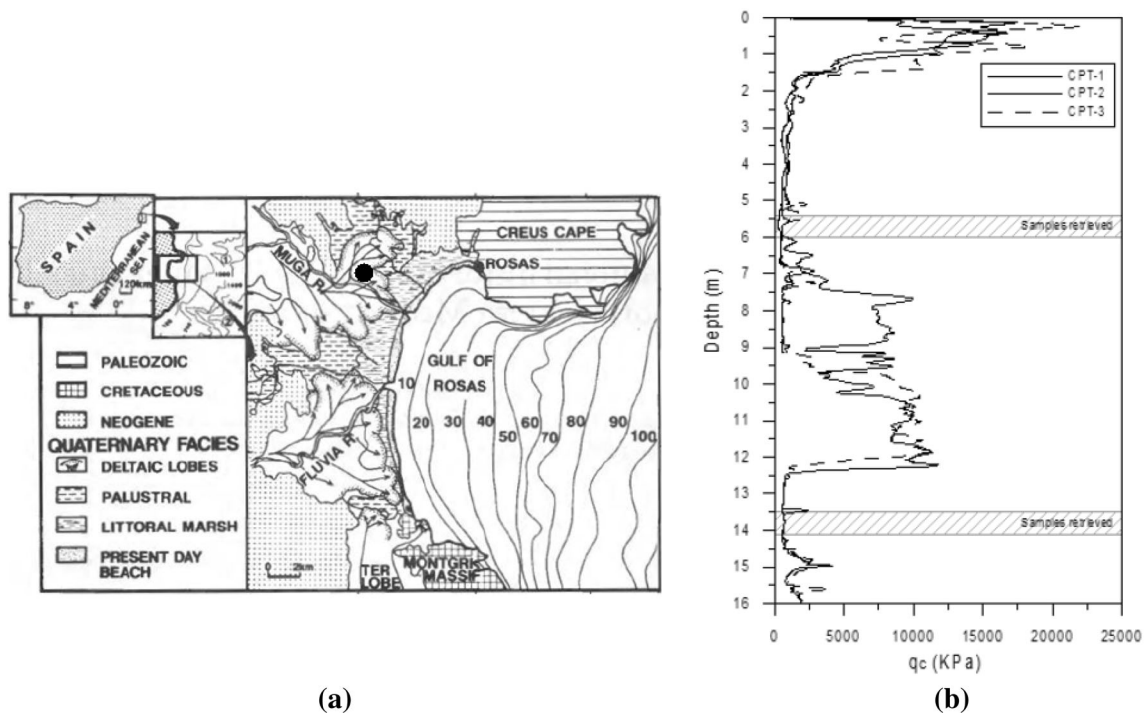 SPAIN
MEDITERRANEAN
SEA
120km
8°
4°
0°
PALEOZOIC
CRETACEOUS
NEOGENE
QUATERNARY FACIES
DELTAIC LOBES
PALUSTRAL
LITTORAL MARSH
PRESENT DAY
BEACH
MUGA R.
FLUVIA R
CREUS CAPE
ROSAS
GULF OF
ROSAS
10
20
30
40
50
60
70
80
90
100
0 2km
TER
LOBE
MONTGRI
MASSIF
(a)
0
1
2
3
4
5
6
7
8
9
10
11
12
13
14
15
16
Depth (m)
CPT-1
CPT-2
CPT-3
Samples retrieved
Samples retrieved
0 5000 10000 15000 20000 25000
qc (KPa)
(b)